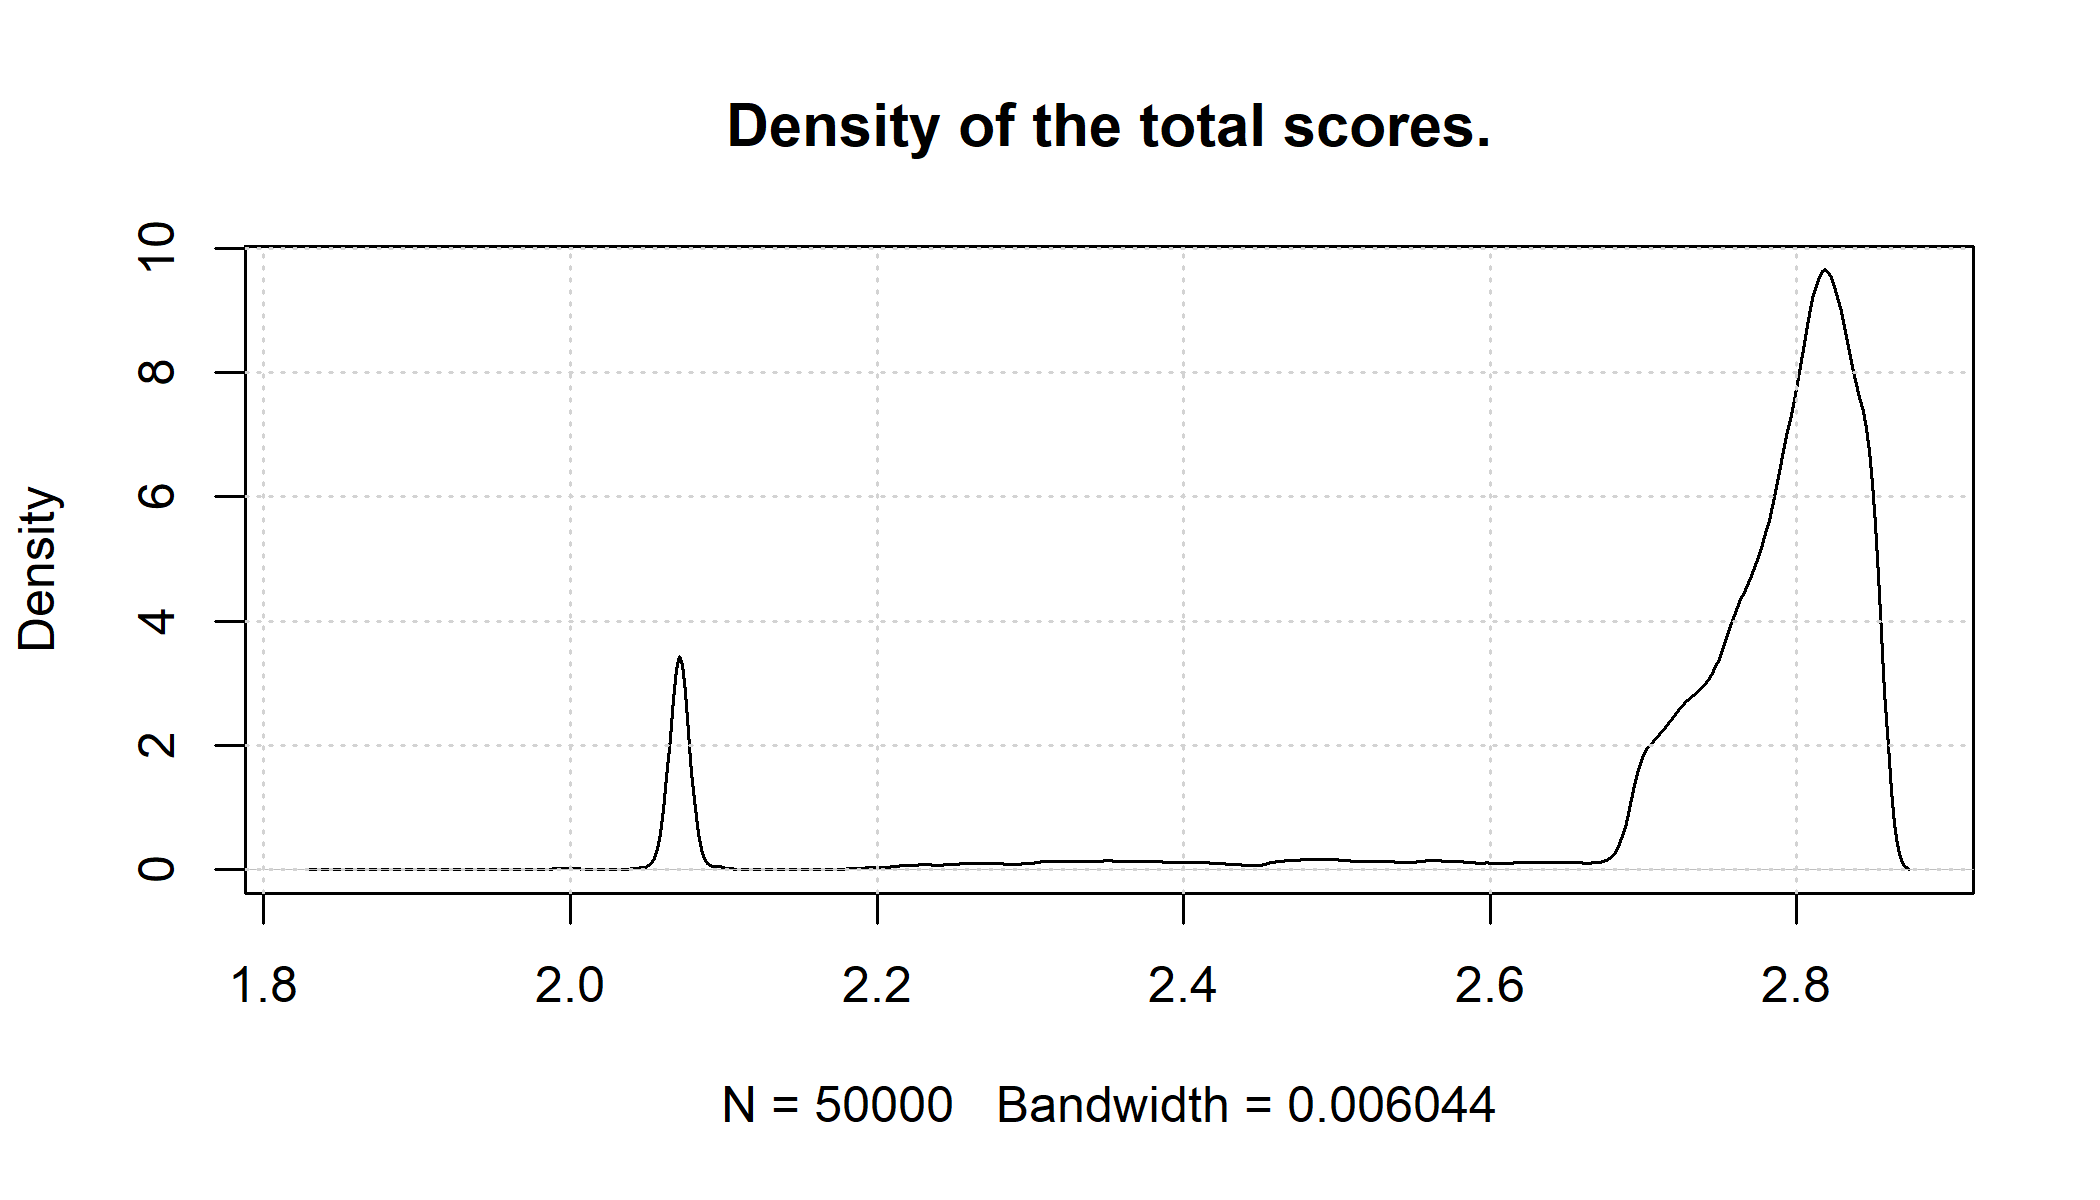 Density of the total scores.
Density
10
8
6
4
2
0
1.8 2.0 2.2 2.4 2.6 2.8
N = 50000 Bandwidth = 0.006044